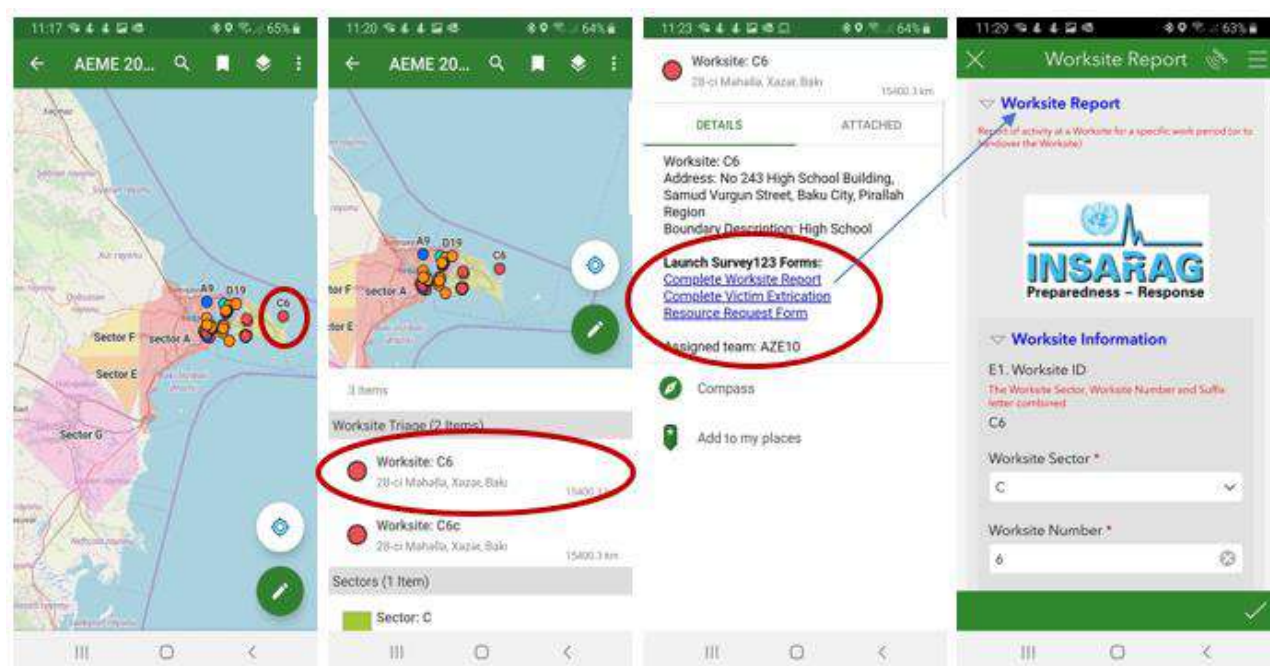 11:17
65%
AEME 20...
A9 D19
C6
Sector F
sector A
Sector E
Sector G
11:20
64%
AEME 20...
A9 D19
C6
sector A
3 Items
Worksite Triage (2 Items)
Worksite: C6
28-ci Mahalla, Xazar, Baki
15400.3 km
Worksite: C6c
28-ci Mahalla, Xazar, Baki
15400.3 km
Sectors (1 Item)
Sector: C
11:23
64%
Worksite: C6
28-ci Mahalla, Xazar, Baki
15400.3 km
DETAILS
ATTACHED
Worksite: C6
Address: No 243 High School Building,
Samud Vurgun Street, Baku City, Pirallah
Region
Boundary Description: High School
Launch Survey123 Forms:
Complete Worksite Report
Complete Victim Extrication
Resource Request Form
Assigned team: AZE10
Compass
Add to my places
11:29
63%
Worksite Report
Worksite Report
Report of activity at a Worksite for a specific work period (or to
handover the Worksite)
INSARAG
Preparedness – Response
Worksite Information
E1. Worksite ID
The Worksite Sector, Worksite Number and Suffix
letter combined
C6
Worksite Sector *
C
Worksite Number *
6